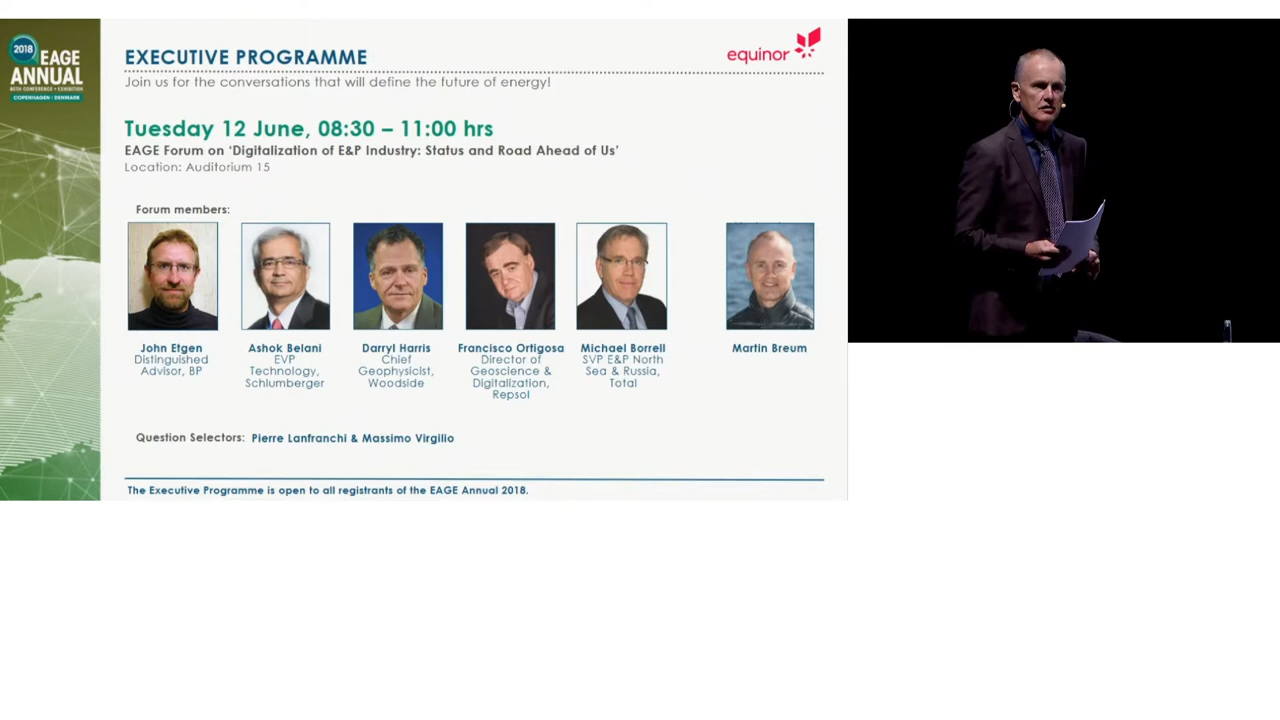 2018
EAGE
ANNUAL
80TH CONFERENCE + EXHIBITION
COPENHAGEN | DENMARK
EXECUTIVE PROGRAMME
equinor
Join us for the conversations that will define the future of energy!
Tuesday 12 June, 08:30 – 11:00 hrs
EAGE Forum on ‘Digitalization of E&P Industry: Status and Road Ahead of Us’
Location: Auditorium 15
Forum members:
John Etgen
Distinguished
Advisor, BP
Ashok Belani
EVP
Technology,
Schlumberger
Darryl Harris
Chief
Geophysicist,
Woodside
Francisco Ortigosa
Director of
Geoscience &
Digitalization,
Repsol
Michael Borrell
SVP E&P North
Sea & Russia,
Total
Martin Breum
Question Selectors: Pierre Lanfranchi & Massimo Virgilio
The Executive Programme is open to all registrants of the EAGE Annual 2018.